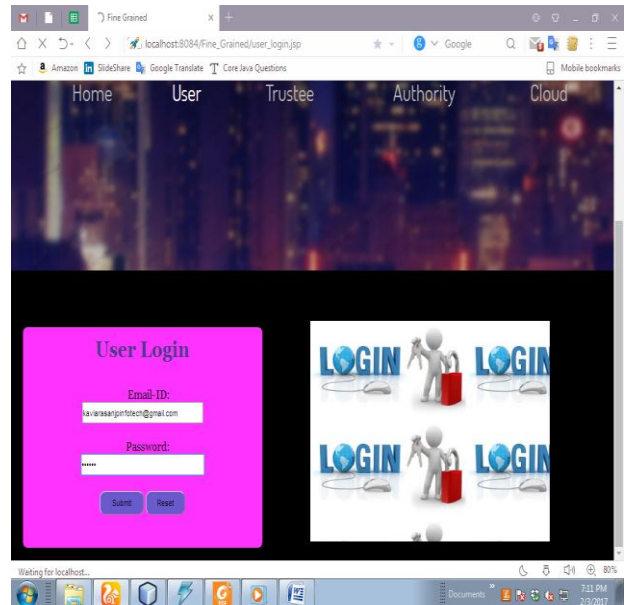 Fine Grained
localhost:8084/Fine_Grained/user_login.jsp
Google
Amazon SlideShare Google Translate Core Java Questions
Mobile bookmarks
Home User Trustee Authority Cloud
User Login
Email-ID:
kaviarasanjpinfotech@gmail.com
Password:
••••••
Submit Reset
LOGIN LOGIN
LOGIN LOGIN
Waiting for localhost...
80%
Documents
7:11 PM
2/3/2017